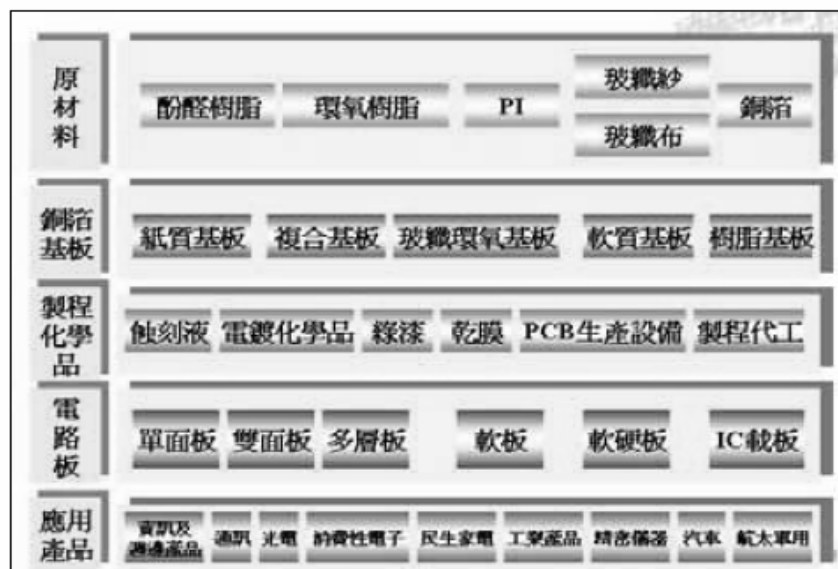 原材料
酚醛樹脂 環氧樹脂 PI 玻纖紗 玻纖布 銅箔
銅箔基板
紙質基板 複合基板 玻纖環氧基板 軟質基板 樹脂基板
製程化學品
蝕刻液 電鍍化學品 綠漆 乾膜 PCB生產設備 製程代工
電路板
單面板 雙面板 多層板 軟板 軟硬板 IC載板
應用產品
資訊及週邊產品 通訊 光電 消費性電子 民生家電 工業產品 精密儀器 汽車 航太軍用